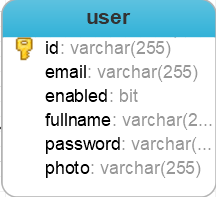 user
id: varchar(255)
email: varchar(255)
enabled: bit
fullname: varchar(2...
password: varchar(...
photo: varchar(255)